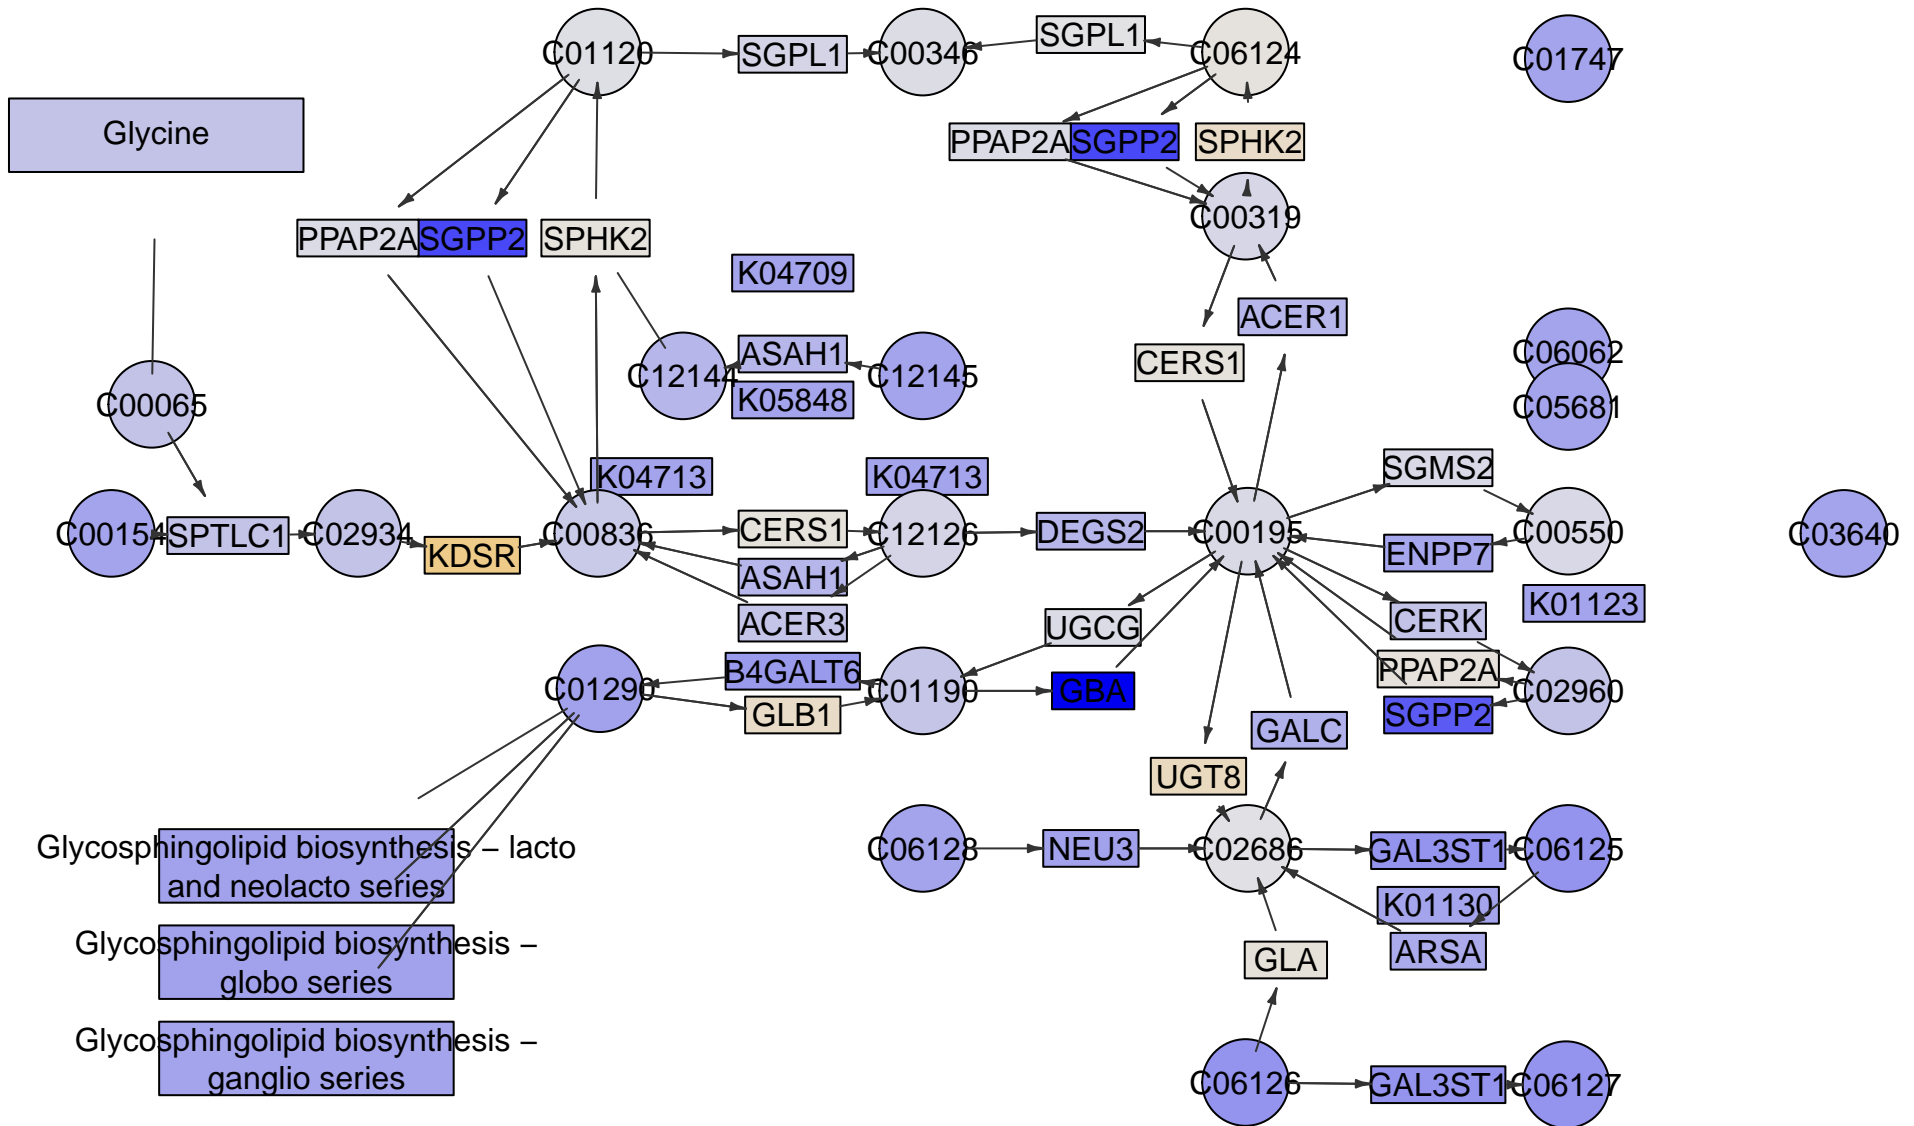 C01120
SGPL1
C00346
SGPL1
C06124
C01747
Glycine
PPAP2A
SGPP2
SPHK2
C00319
PPAP2A
SGPP2
SPHK2
K04709
ACER1
ASAH1
C12144
C12145
K05848
CERS1
C06062
C05681
C00065
K04713
K04713
SGMS2
C00154
SPTLC1
C02934
KDSR
C00836
CERS1
C12126
DEGS2
C00195
C00550
C03640
ENPP7
ASAH1
ACER3
UGCG
CERK
K01123
B4GALT6
C01290
C01190
GBA
PPAP2A
C02960
GLB1
SGPP2
GALC
UGT8
Glycosphingolipid biosynthesis – lacto
and neolacto series
C06128
NEU3
C02686
GAL3ST1
C06125
K01130
Glycosphingolipid biosynthesis –
globo series
GLA
ARSA
Glycosphingolipid biosynthesis –
ganglio series
C06126
GAL3ST1
C06127